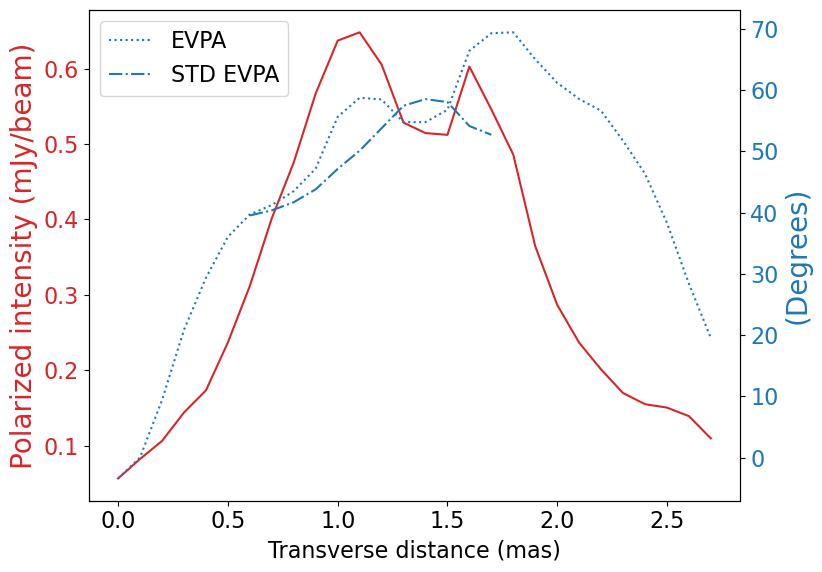 EVPA
STD EVPA
Polarized intensity (mJy/beam)
0.6
0.5
0.4
0.3
0.2
0.1
70
60
50
40
30
20
10
0
(Degrees)
0.0 0.5 1.0 1.5 2.0 2.5
Transverse distance (mas)